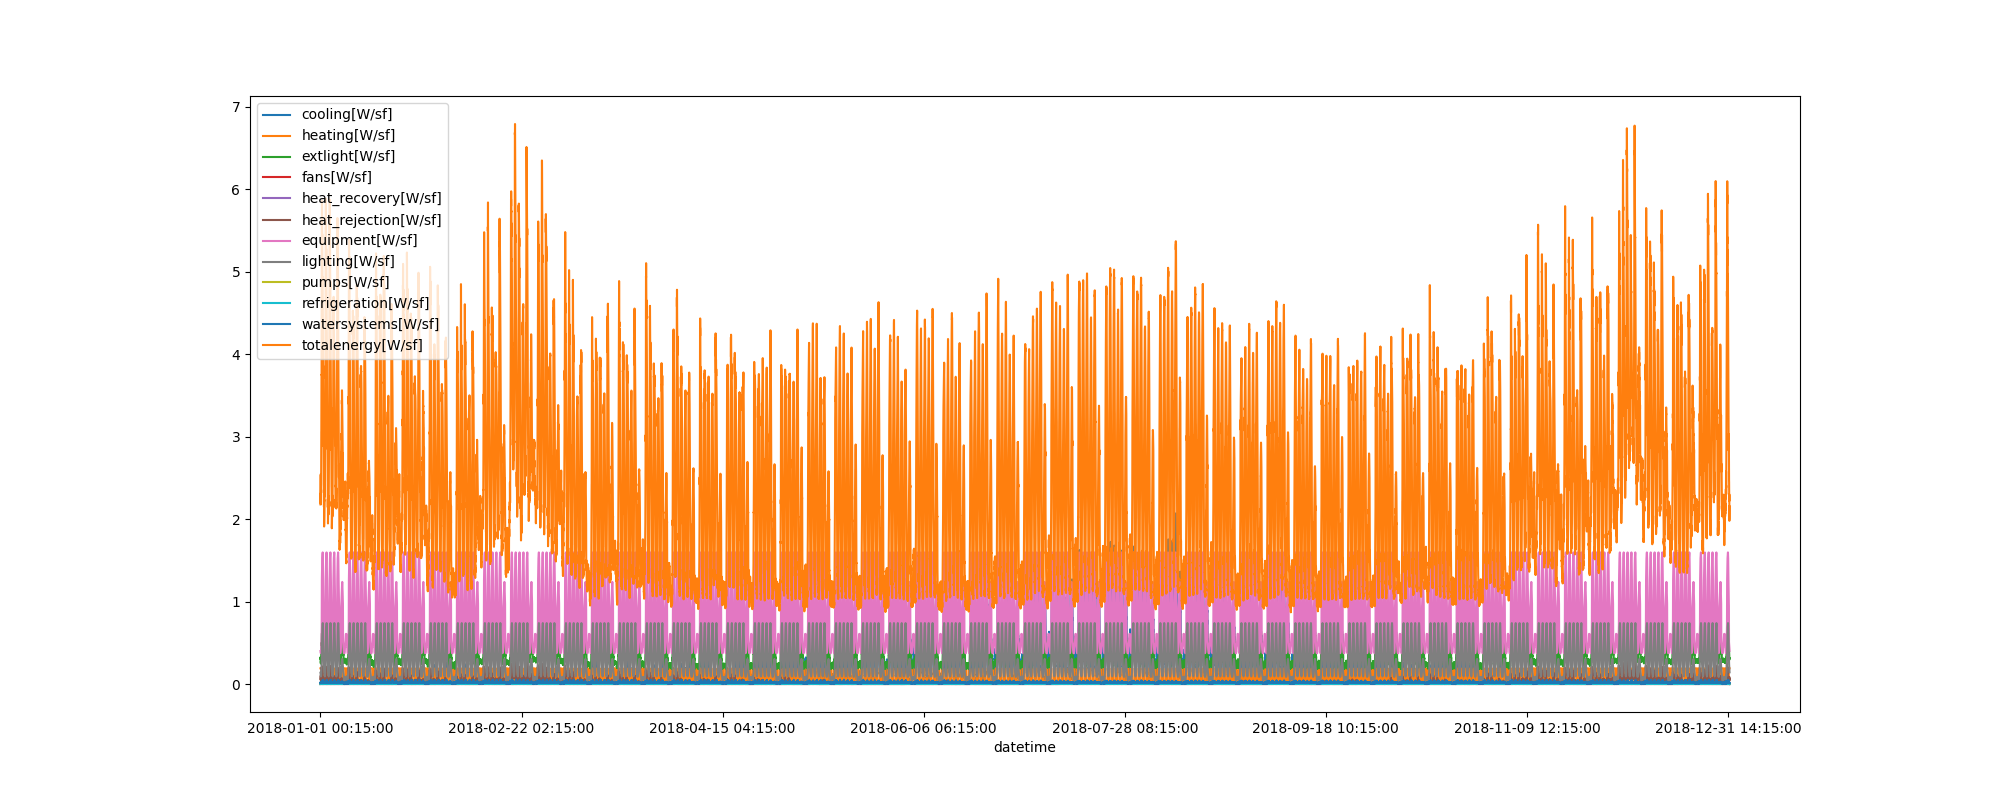 7
6
5
4
3
2
1
0
cooling[W/sf]
heating[W/sf]
extlight[W/sf]
fans[W/sf]
heat_recovery[W/sf]
heat_rejection[W/sf]
equipment[W/sf]
lighting[W/sf]
pumps[W/sf]
refrigeration[W/sf]
watersystems[W/sf]
totalenergy[W/sf]
2018-01-01 00:15:00 2018-02-22 02:15:00 2018-04-15 04:15:00 2018-06-06 06:15:00 2018-07-28 08:15:00 2018-09-18 10:15:00 2018-11-09 12:15:00 2018-12-31 14:15:00
datetime